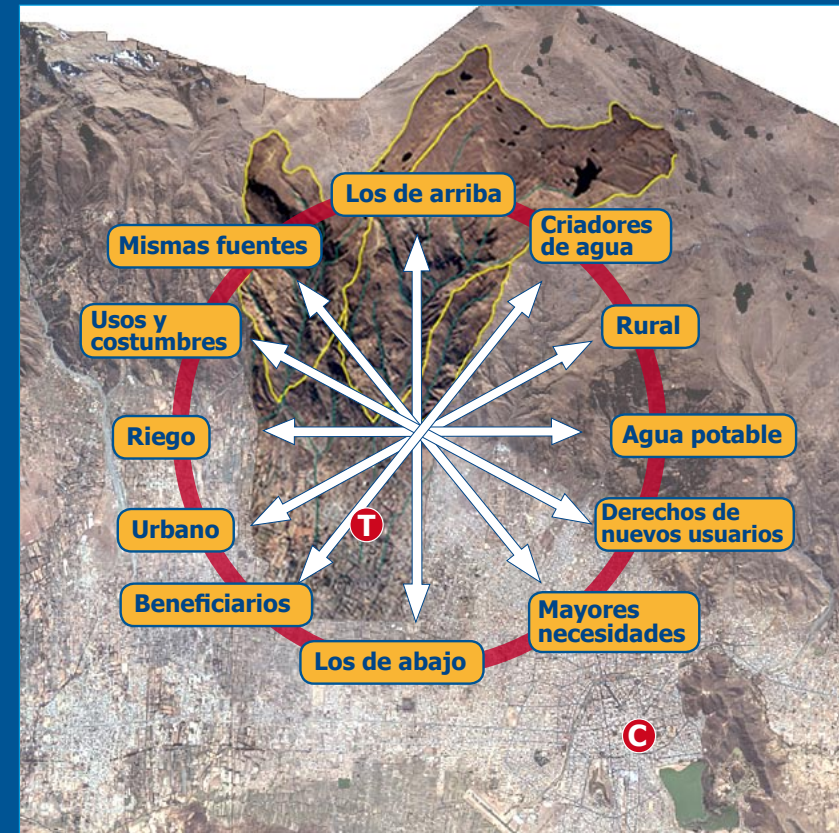 Los de arriba
Criadores
de agua
Mismas fuentes
Rural
Usos y
costumbres
Riego
Agua potable
Derechos de
nuevos usuarios
Urbano
T
Beneficiarios
Mayores
necesidades
Los de abajo
C